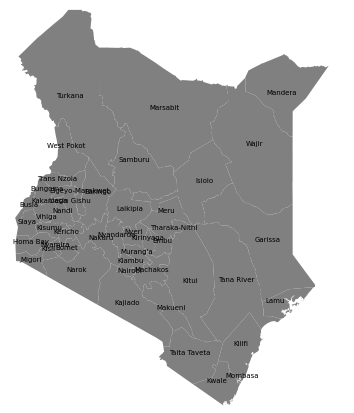 Mandera
Turkana
Marsabit
Wajir
West Pokot
Samburu
Isiolo
Trans Nzoia
Bungoma
Elgeyo-Marakwet
Baringo
Kakamega
Uasin Gishu
Busia
Nandi
Laikipia
Meru
Vihiga
Siaya
Kisumu
Kericho
Nyandarua
Nyeri
Tharaka-Nithi
Nakuru
Kirinyaga
Embu
Garissa
Homa Bay
Nyamira
Kisii
Bomet
Murang'a
Migori
Kiambu
Narok
Nairobi
Machakos
Kitui
Tana River
Kajiado
Makueni
Lamu
Kilifi
Taita Taveta
Mombasa
Kwale